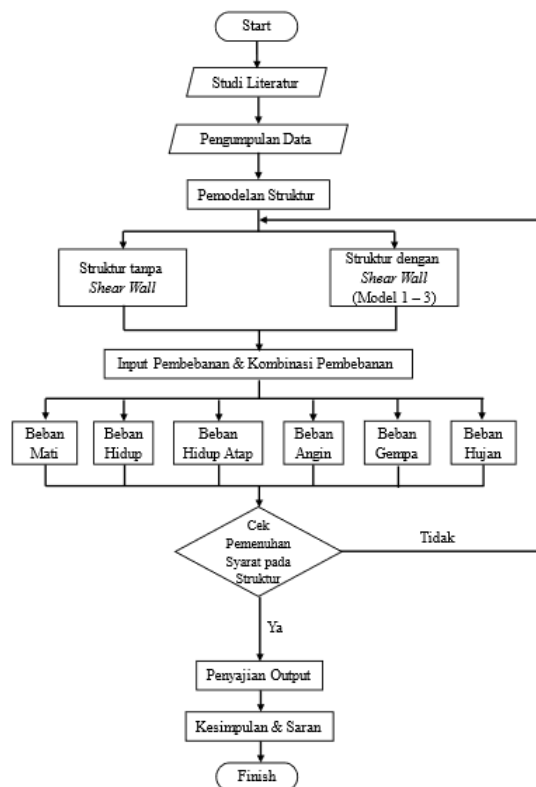 Start
Studi Literatur
Pengumpulan Data
Pemodelan Struktur
Struktur tanpa
Shear Wall
Struktur dengan
Shear Wall
(Model 1 – 3)
Input Pembebanan & Kombinasi Pembebanan
Beban
Mati
Beban
Hidup
Beban
Hidup Atap
Beban
Angin
Beban
Gempa
Beban
Hujan
Cek
Pemenuhan
Syarat pada
Struktur
Tidak
Ya
Penyajian Output
Kesimpulan & Saran
Finish